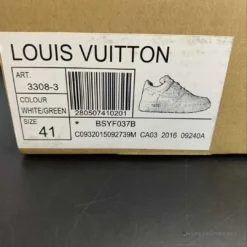 LOUIS VUITTON
ART.
3308-3
COLOUR
WHITE/GREEN
280507410201
SIZE
41
* BSYF037B
C0932015092739M CA03 2016 09240A